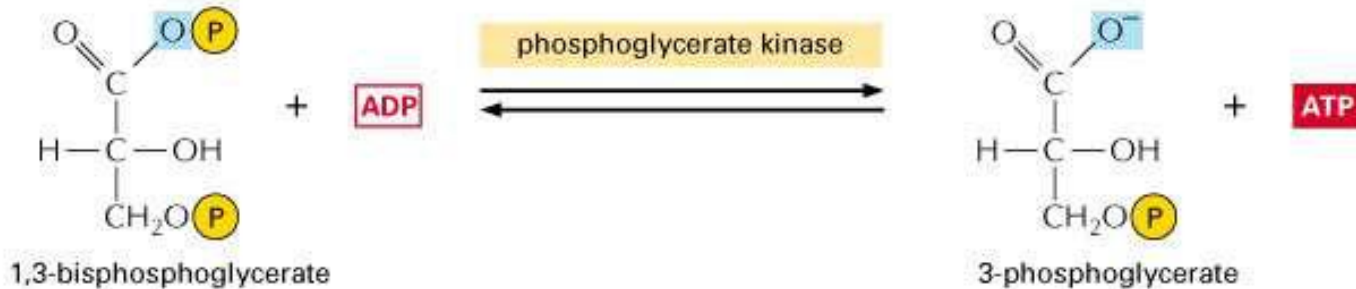 O O P phosphoglycerate kinase O O⁻
C C
+ ADP + ATP
H—C—OH H—C—OH
CH₂O P CH₂O P
1,3-bisphosphoglycerate 3-phosphoglycerate